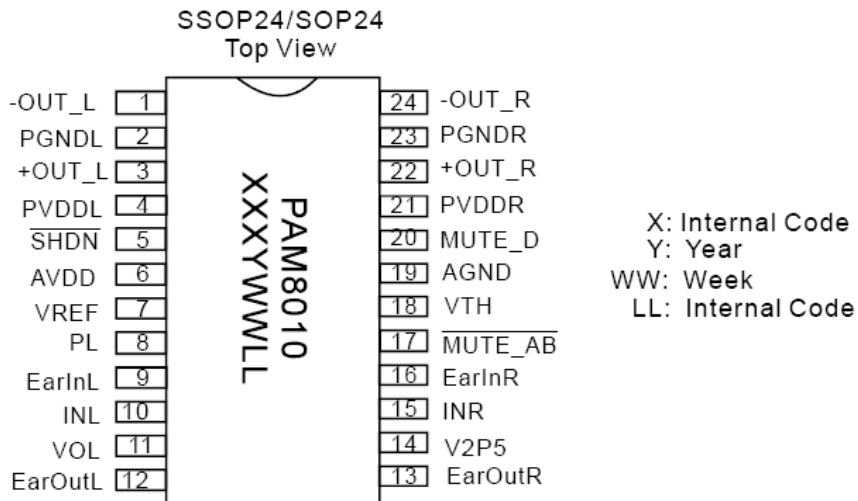 SSOP24/SOP24
Top View
-OUT_L 1
PGNDL 2
+OUT_L 3
PVDDL 4
SHDN 5
AVDD 6
VREF 7
PL 8
EarInL 9
INL 10
VOL 11
EarOutL 12
PAM8010
XXXYWWLL
24 -OUT_R
23 PGNDR
22 +OUT_R
21 PVDDR
20 MUTE_D
19 AGND
18 VTH
17 MUTE_AB
16 EarInR
15 INR
14 V2P5
13 EarOutR
X: Internal Code
Y: Year
WW: Week
LL: Internal Code